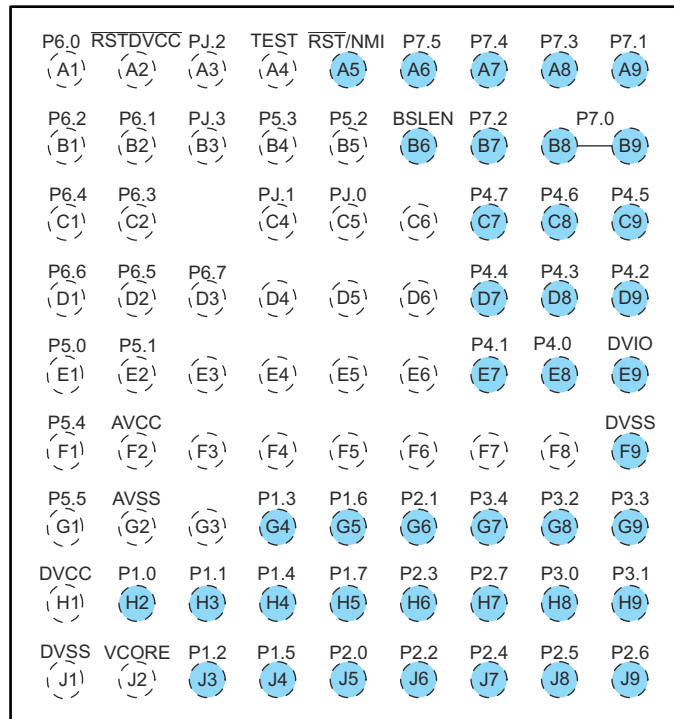 P6.0 RSTDVCC PJ.2 TEST RST/NMI P7.5 P7.4 P7.3 P7.1
A1 A2 A3 A4 A5 A6 A7 A8 A9
P6.2 P6.1 PJ.3 P5.3 P5.2 BSLEN P7.2 P7.0
B1 B2 B3 B4 B5 B6 B7 B8 B9
P6.4 P6.3 PJ.1 PJ.0 P4.7 P4.6 P4.5
C1 C2 C4 C5 C6 C7 C8 C9
P6.6 P6.5 P6.7 P4.4 P4.3 P4.2
D1 D2 D3 D4 D5 D6 D7 D8 D9
P5.0 P5.1 P4.1 P4.0 DVIO
E1 E2 E3 E4 E5 E6 E7 E8 E9
P5.4 AVCC DVSS
F1 F2 F3 F4 F5 F6 F7 F8 F9
P5.5 AVSS P1.3 P1.6 P2.1 P3.4 P3.2 P3.3
G1 G2 G3 G4 G5 G6 G7 G8 G9
DVCC P1.0 P1.1 P1.4 P1.7 P2.3 P2.7 P3.0 P3.1
H1 H2 H3 H4 H5 H6 H7 H8 H9
DVSS VCORE P1.2 P1.5 P2.0 P2.2 P2.4 P2.5 P2.6
J1 J2 J3 J4 J5 J6 J7 J8 J9